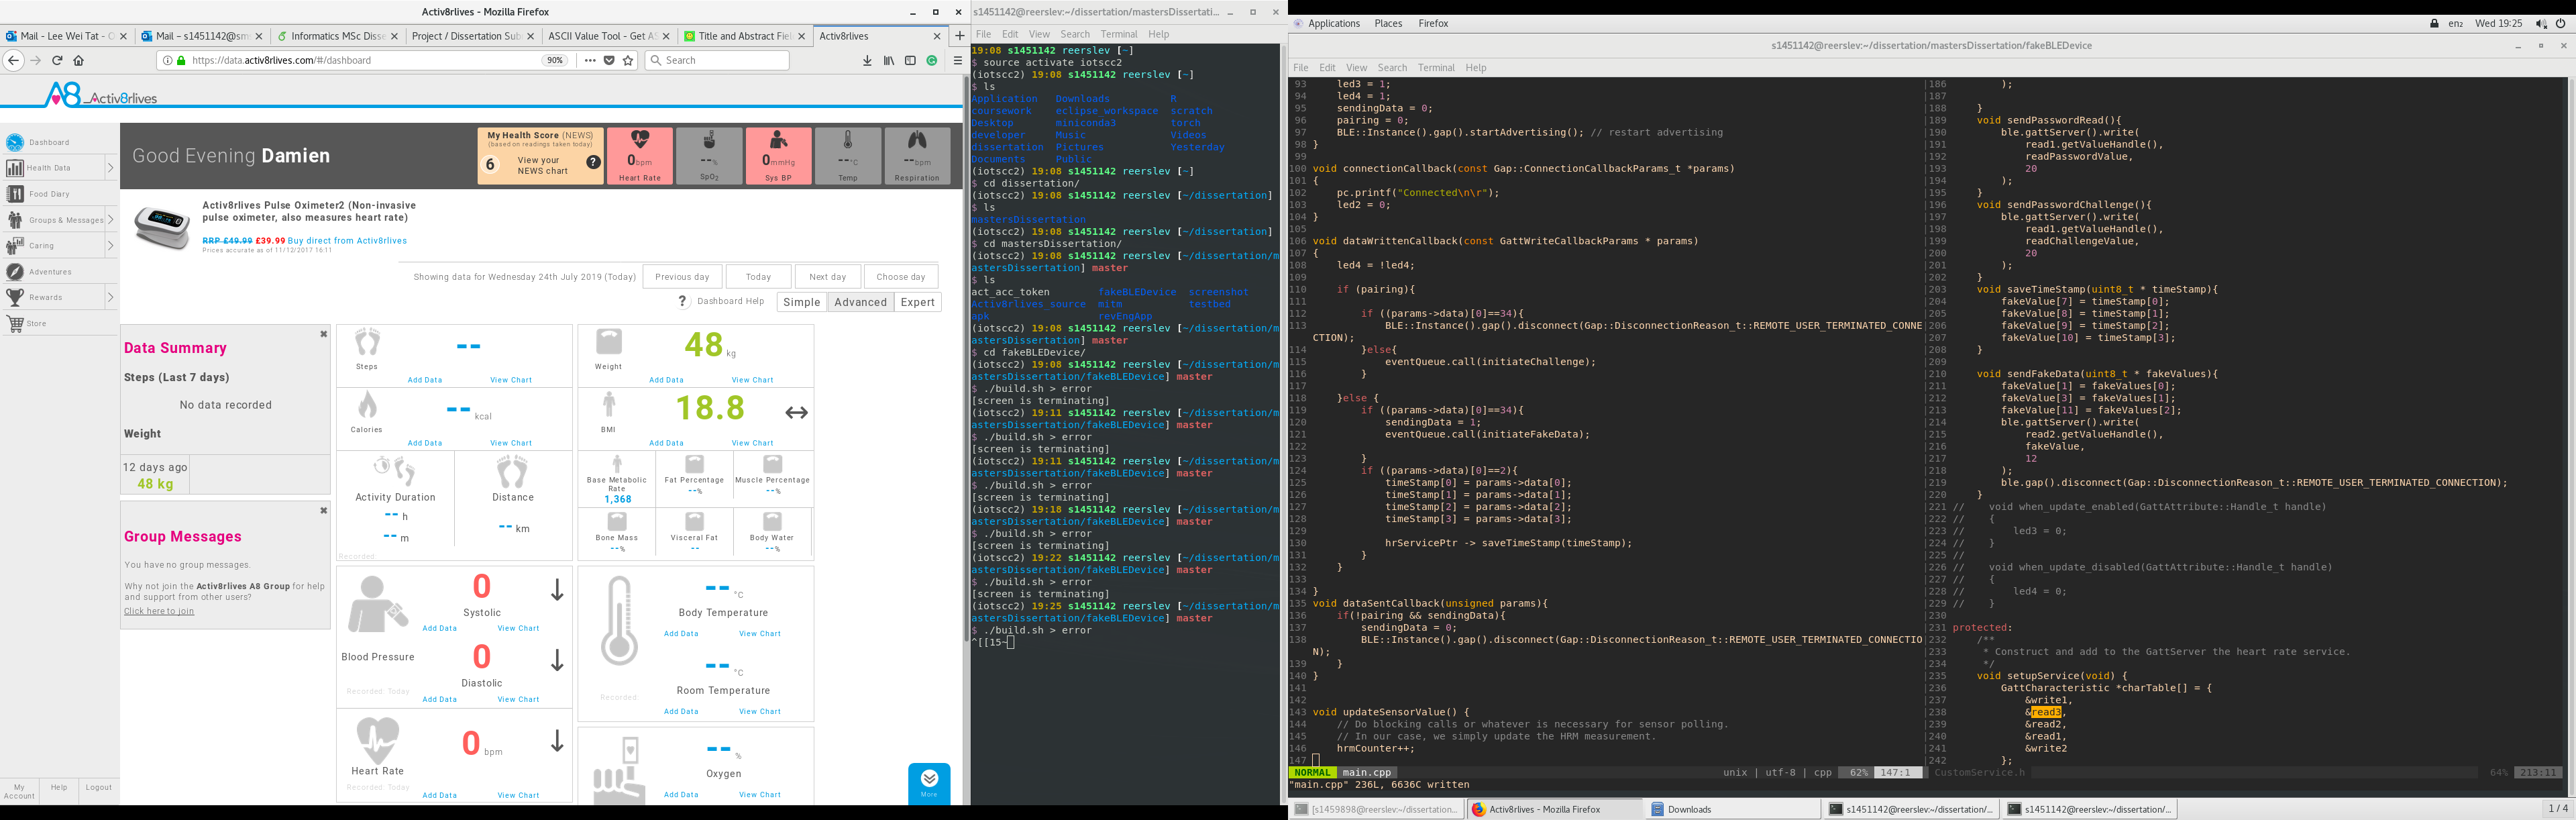 Activ8rlives - Mozilla Firefox
Mail - Lee Wei Tat - O
Mail – s1451142@sm
Informatics MSc Disse
Project / Dissertation Sub
ASCII Value Tool - Get AS
Title and Abstract Fiel
Activ8rlives
https://data.activ8rlives.com/#/dashboard
90%
Search
A8 Activ8rlives
Dashboard
Health Data
Food Diary
Groups & Messages
Caring
Adventures
Rewards
Store
My Account
Help
Logout
Good Evening Damien
My Health Score (NEWS)
(based on readings taken today)
6 View your NEWS chart ?
0bpm
Heart Rate
--%
SpO2
0mmHg
Sys BP
--°C
Temp
--bpm
Respiration
Activ8rlives Pulse Oximeter2 (Non-invasive
pulse oximeter, also measures heart rate)
RRP £49.99 £39.99 Buy direct from Activ8rlives
Prices accurate as of 11/12/2017 16:11
Showing data for Wednesday 24th July 2019 (Today)
Previous day
Today
Next day
Choose day
? Dashboard Help
Simple
Advanced
Expert
Data Summary
Steps (Last 7 days)
No data recorded
Weight
12 days ago
48 kg
Group Messages
You have no group messages.
Why not join the Activ8rlives A8 Group for help
and support from other users?
Click here to join
Steps
--
Add Data View Chart
Calories
-- kcal
Add Data View Chart
Activity Duration
-- h
-- m
Recorded:
Distance
-- km
Weight
48 kg
Add Data View Chart
BMI
18.8
Add Data View Chart
Base Metabolic Rate
1,368
Fat Percentage
--%
Muscle Percentage
--%
Bone Mass
--%
Visceral Fat
--
Body Water
--%
0
Systolic
Add Data View Chart
Blood Pressure
0
Diastolic
Recorded: Today
Add Data View Chart
0 bpm
Heart Rate
Recorded: Today
Add Data View Chart
-- °C
Body Temperature
Add Data View Chart
-- °C
Room Temperature
Recorded:
Add Data View Chart
-- %
Oxygen
More
s1451142@reerslev:~/dissertation/mastersDissertati...
File Edit View Search Terminal Help
19:08 s1451142 reerslev [~]
$ source activate iotscc2
(iotscc2) 19:08 s1451142 reerslev [~]
$ ls
Application Downloads R
coursework eclipse_workspace scratch
Desktop miniconda3 torch
developer Music Videos
dissertation Pictures Yesterday
Documents Public
(iotscc2) 19:08 s1451142 reerslev [~]
$ cd dissertation/
(iotscc2) 19:08 s1451142 reerslev [~/dissertation]
$ ls
mastersDissertation
(iotscc2) 19:08 s1451142 reerslev [~/dissertation]
$ cd mastersDissertation/
(iotscc2) 19:08 s1451142 reerslev [~/dissertation/m
astersDissertation] master
$ ls
act_acc_token fakeBLEDevice screenshot
Activ8rlives_source mitm testbed
apk revEngApp
(iotscc2) 19:08 s1451142 reerslev [~/dissertation/m
astersDissertation] master
$ cd fakeBLEDevice/
(iotscc2) 19:08 s1451142 reerslev [~/dissertation/m
astersDissertation/fakeBLEDevice] master
$ ./build.sh > error
[screen is terminating]
(iotscc2) 19:11 s1451142 reerslev [~/dissertation/m
astersDissertation/fakeBLEDevice] master
$ ./build.sh > error
[screen is terminating]
(iotscc2) 19:11 s1451142 reerslev [~/dissertation/m
astersDissertation/fakeBLEDevice] master
$ ./build.sh > error
[screen is terminating]
(iotscc2) 19:18 s1451142 reerslev [~/dissertation/m
astersDissertation/fakeBLEDevice] master
$ ./build.sh > error
[screen is terminating]
(iotscc2) 19:22 s1451142 reerslev [~/dissertation/m
astersDissertation/fakeBLEDevice] master
$ ./build.sh > error
[screen is terminating]
(iotscc2) 19:25 s1451142 reerslev [~/dissertation/m
astersDissertation/fakeBLEDevice] master
$ ./build.sh > error
^[[15~
Applications Places Firefox
en2 Wed 19:25
s1451142@reerslev:~/dissertation/mastersDissertation/fakeBLEDevice
File Edit View Search Terminal Help
93 led3 = 1;
94 led4 = 1;
95 sendingData = 0;
96 pairing = 0;
97 BLE::Instance().gap().startAdvertising(); // restart advertising
98 }
99
100 void connectionCallback(const Gap::ConnectionCallbackParams_t *params)
101 {
102 pc.printf("Connected\n\r");
103 led2 = 0;
104 }
105
106 void dataWrittenCallback(const GattWriteCallbackParams * params)
107 {
108 led4 = !led4;
109
110 if (pairing){
111
112 if ((params->data)[0]==34){
113 BLE::Instance().gap().disconnect(Gap::DisconnectionReason_t::REMOTE_USER_TERMINATED_CONNE
CTION);
114 }else{
115 eventQueue.call(initiateChallenge);
116 }
117
118 }else {
119 if ((params->data)[0]==34){
120 sendingData = 1;
121 eventQueue.call(initiateFakeData);
122
123 }
124 if ((params->data)[0]==2){
125 timeStamp[0] = params->data[0];
126 timeStamp[1] = params->data[1];
127 timeStamp[2] = params->data[2];
128 timeStamp[3] = params->data[3];
129
130 hrServicePtr -> saveTimeStamp(timeStamp);
131 }
132 }
133
134 }
135 void dataSentCallback(unsigned params){
136 if(!pairing && sendingData){
137 sendingData = 0;
138 BLE::Instance().gap().disconnect(Gap::DisconnectionReason_t::REMOTE_USER_TERMINATED_CONNECTIO
N);
139 }
140 }
141
142
143 void updateSensorValue() {
144 // Do blocking calls or whatever is necessary for sensor polling.
145 // In our case, we simply update the HRM measurement.
146 hrmCounter++;
147
NORMAL main.cpp unix | utf-8 | cpp 62% 147:1
"main.cpp" 236L, 6636C written
186 );
187
188 }
189 void sendPasswordRead(){
190 ble.gattServer().write(
191 read1.getValueHandle(),
192 readPasswordValue,
193 20
194 );
195 }
196 void sendPasswordChallenge(){
197 ble.gattServer().write(
198 read1.getValueHandle(),
199 readChallengeValue,
200 20
201 );
202 }
203 void saveTimeStamp(uint8_t * timeStamp){
204 fakeValue[7] = timeStamp[0];
205 fakeValue[8] = timeStamp[1];
206 fakeValue[9] = timeStamp[2];
207 fakeValue[10] = timeStamp[3];
208 }
209
210 void sendFakeData(uint8_t * fakeValues){
211 fakeValue[1] = fakeValues[0];
212 fakeValue[3] = fakeValues[1];
213 fakeValue[11] = fakeValues[2];
214 ble.gattServer().write(
215 read2.getValueHandle(),
216 fakeValue,
217 12
218 );
219 ble.gap().disconnect(Gap::DisconnectionReason_t::REMOTE_USER_TERMINATED_CONNECTION);
220 }
221 // void when_update_enabled(GattAttribute::Handle_t handle)
222 // {
223 // led3 = 0;
224 // }
225 //
226 // void when_update_disabled(GattAttribute::Handle_t handle)
227 // {
228 // led4 = 0;
229 // }
230
231 protected:
232 /**
233 * Construct and add to the GattServer the heart rate service.
234 */
235 void setupService(void) {
236 GattCharacteristic *charTable[] = {
237 &write1,
238 &read3,
239 &read2,
240 &read1,
241 &write2
242 };
CustomService.h 64% 213:11
[s1459898@reerslev:~/dissertation...
Activ8rlives - Mozilla Firefox
Downloads
s1451142@reerslev:~/dissertation/...
s1451142@reerslev:~/dissertation/...
1 / 4